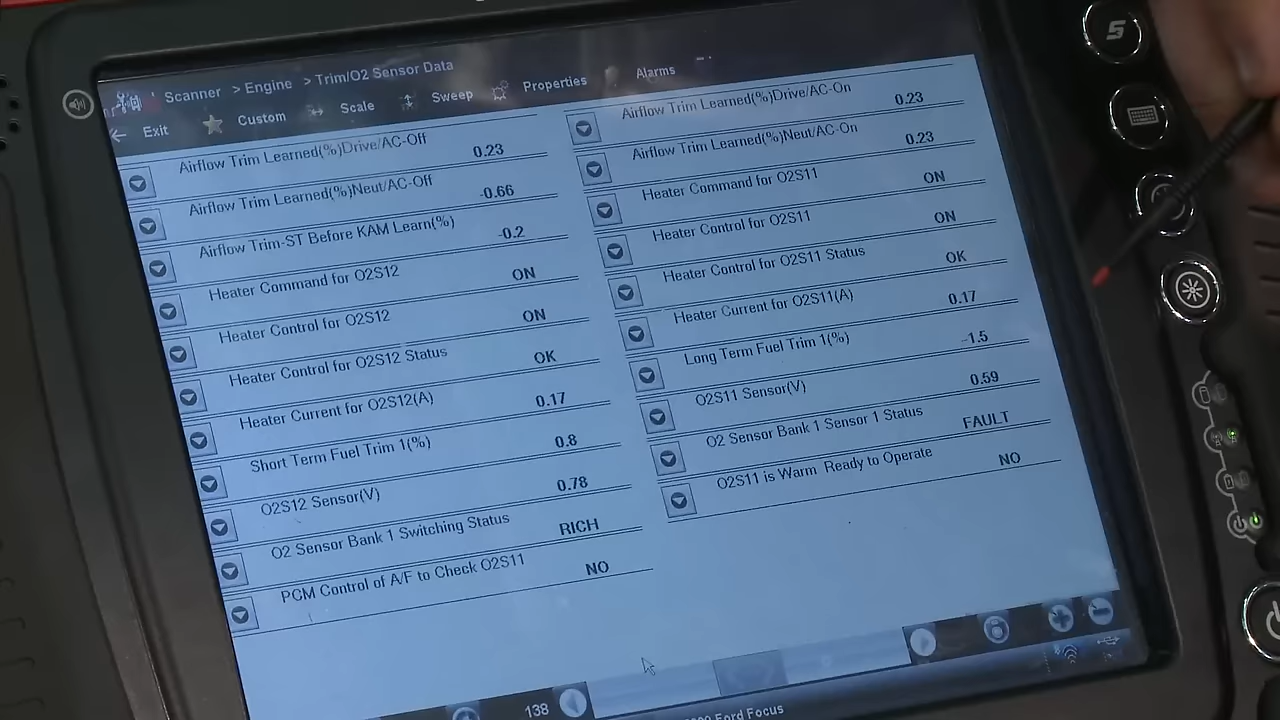 Scanner > Engine > Trim/O2 Sensor Data
Exit Custom Scale Sweep Properties Alarms
Airflow Trim Learned(%)Drive/AC-Off 0.23
Airflow Trim Learned(%)Neut/AC-Off -0.66
Airflow Trim-ST Before KAM Learn(%) -0.2
Heater Command for O2S12 ON
Heater Control for O2S12 ON
Heater Control for O2S12 Status OK
Heater Current for O2S12(A) 0.17
Short Term Fuel Trim 1(%) 0.8
O2S12 Sensor(V) 0.78
O2 Sensor Bank 1 Switching Status RICH
PCM Control of A/F to Check O2S11 NO
Airflow Trim Learned(%)Drive/AC-On 0.23
Airflow Trim Learned(%)Neut/AC-On 0.23
Heater Command for O2S11 ON
Heater Control for O2S11 ON
Heater Control for O2S11 Status OK
Heater Current for O2S11(A) 0.17
Long Term Fuel Trim 1(%) -1.5
O2S11 Sensor(V) 0.59
O2 Sensor Bank 1 Sensor 1 Status FAULT
O2S11 is Warm Ready to Operate NO
138
Ford Focus
S